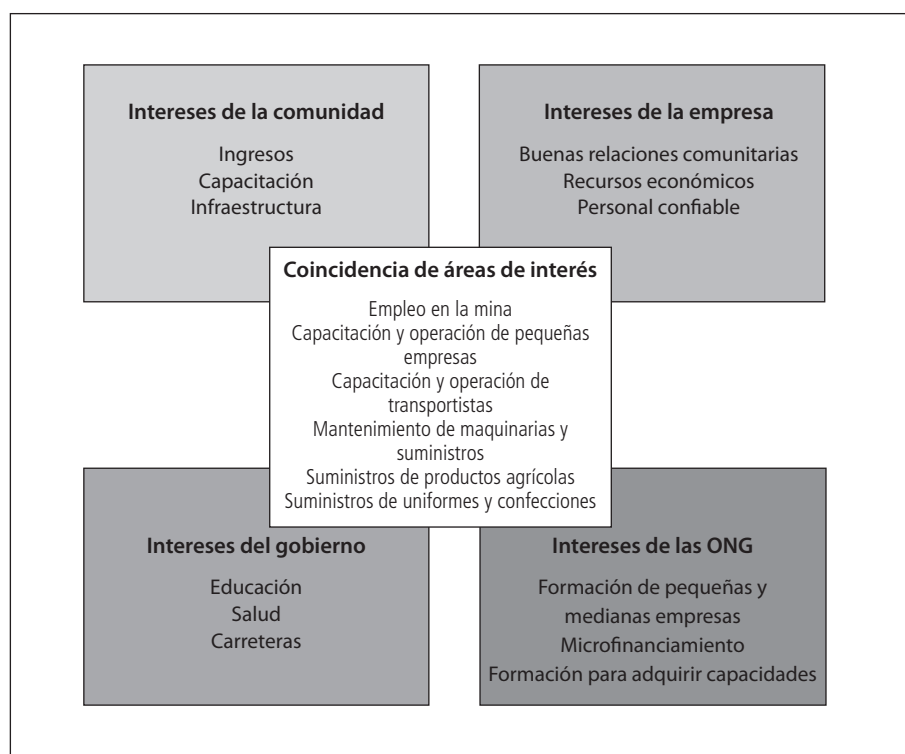 Intereses de la comunidad
Ingresos
Capacitación
Infraestructura
Intereses de la empresa
Buenas relaciones comunitarias
Recursos económicos
Personal confiable
Coincidencia de áreas de interés
Empleo en la mina
Capacitación y operación de pequeñas
empresas
Capacitación y operación de
transportistas
Mantenimiento de maquinarias y
suministros
Suministros de productos agrícolas
Suministros de uniformes y confecciones
Intereses del gobierno
Educación
Salud
Carreteras
Intereses de las ONG
Formación de pequeñas y
medianas empresas
Microfinanciamiento
Formación para adquirir capacidades